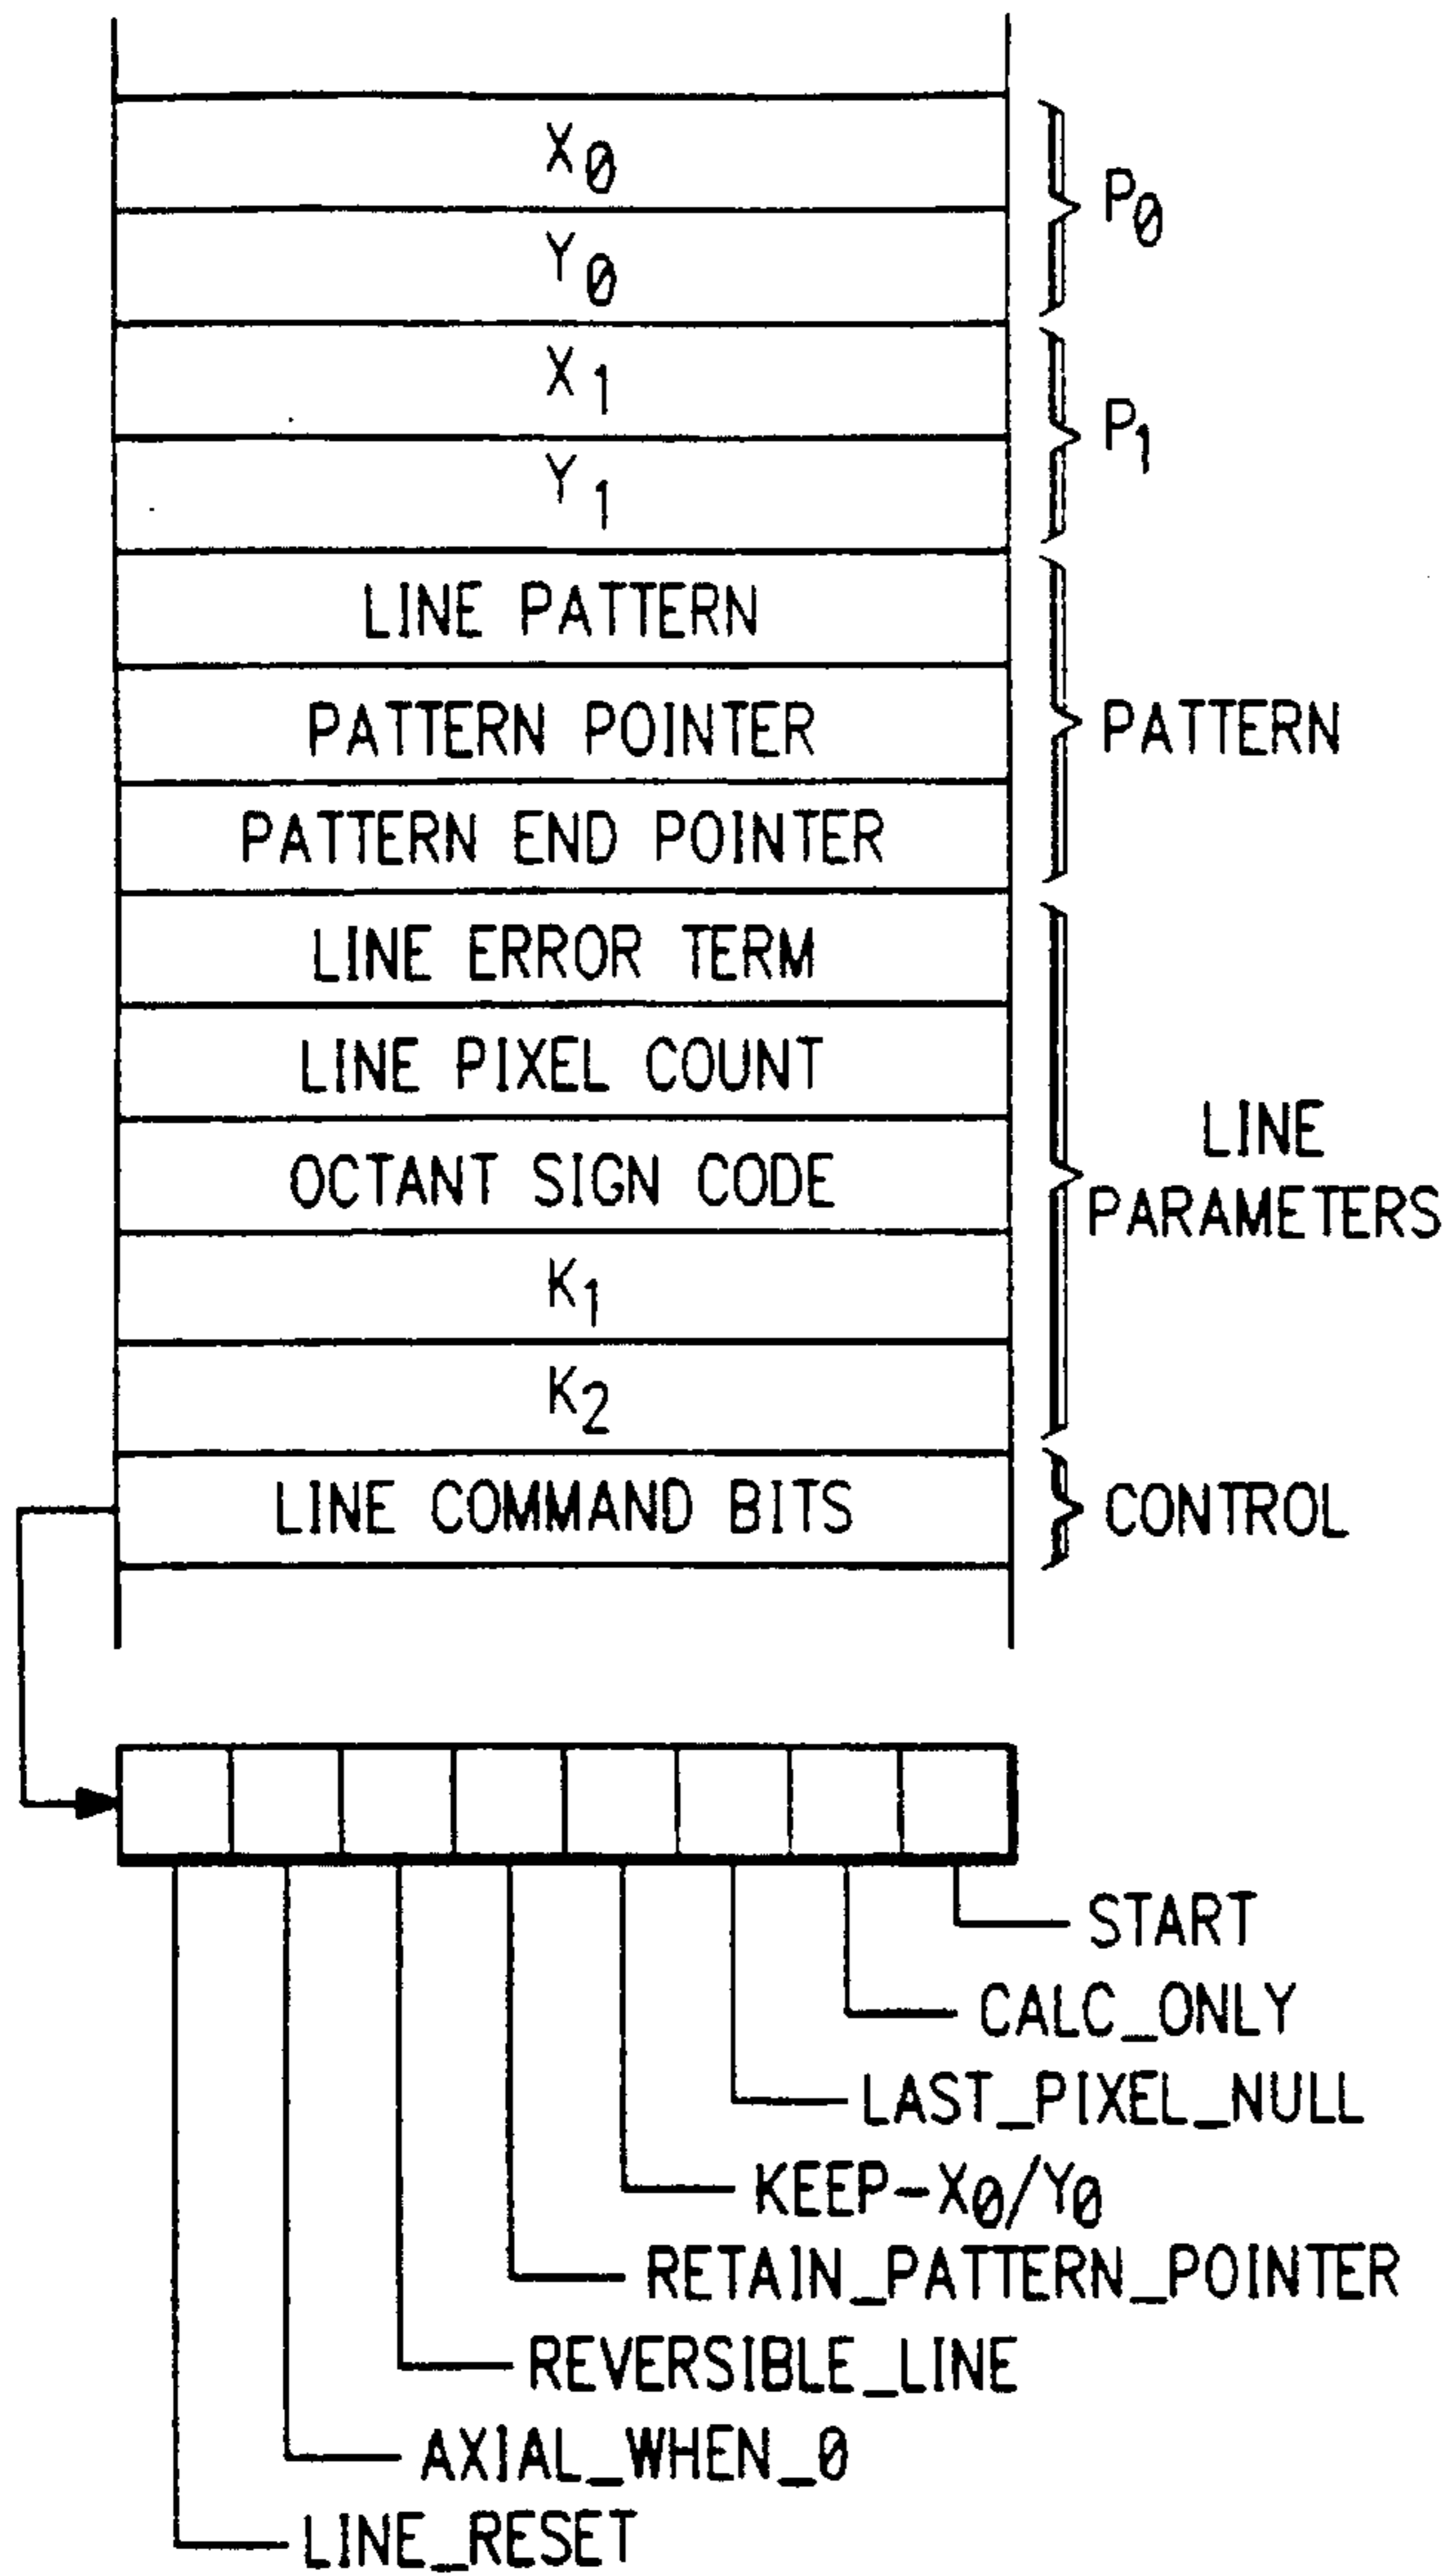 X0
Y0
P0
X1
Y1
P1
LINE PATTERN
PATTERN POINTER
PATTERN END POINTER
PATTERN
LINE ERROR TERM
LINE PIXEL COUNT
OCTANT SIGN CODE
K1
K2
LINE
PARAMETERS
LINE COMMAND BITS
CONTROL
START
CALC_ONLY
LAST_PIXEL_NULL
KEEP-X0/Y0
RETAIN_PATTERN_POINTER
REVERSIBLE_LINE
AXIAL_WHEN_0
LINE_RESET